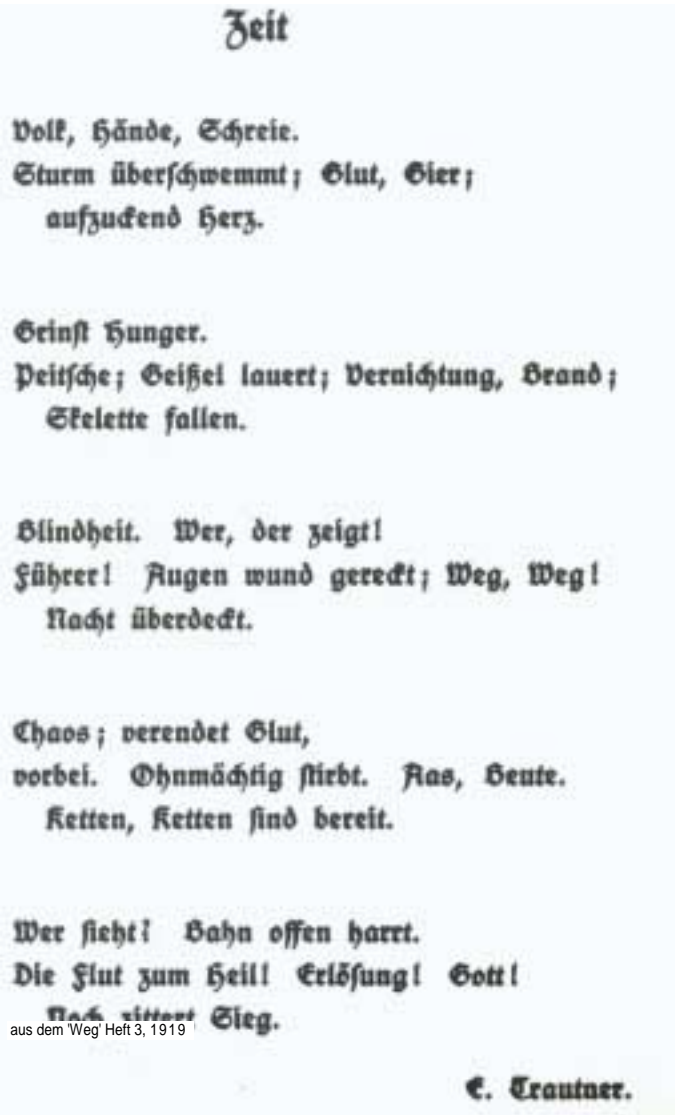 Zeit
Volk, Hände, Schreie.
Sturm überschwemmt; Glut, Gier;
aufzuckend Herz.
Grinst Hunger.
Peitsche; Geißel lauert; Vernichtung, Brand;
Skelette fallen.
Blindheit. Wer, der zeigt!
Führer! Augen wund gereckt; Weg, Weg!
Nacht überdeckt.
Chaos; verendet Glut,
vorbei. Ohnmächtig stirbt. Aas, Beute.
Ketten, Ketten sind bereit.
Wer sieht? Bahn offen harrt.
Die Flut zum Heil! Erlösung! Gott!
Noch zittert Sieg.
aus dem 'Weg' Heft 3, 1919
E. Trautner.